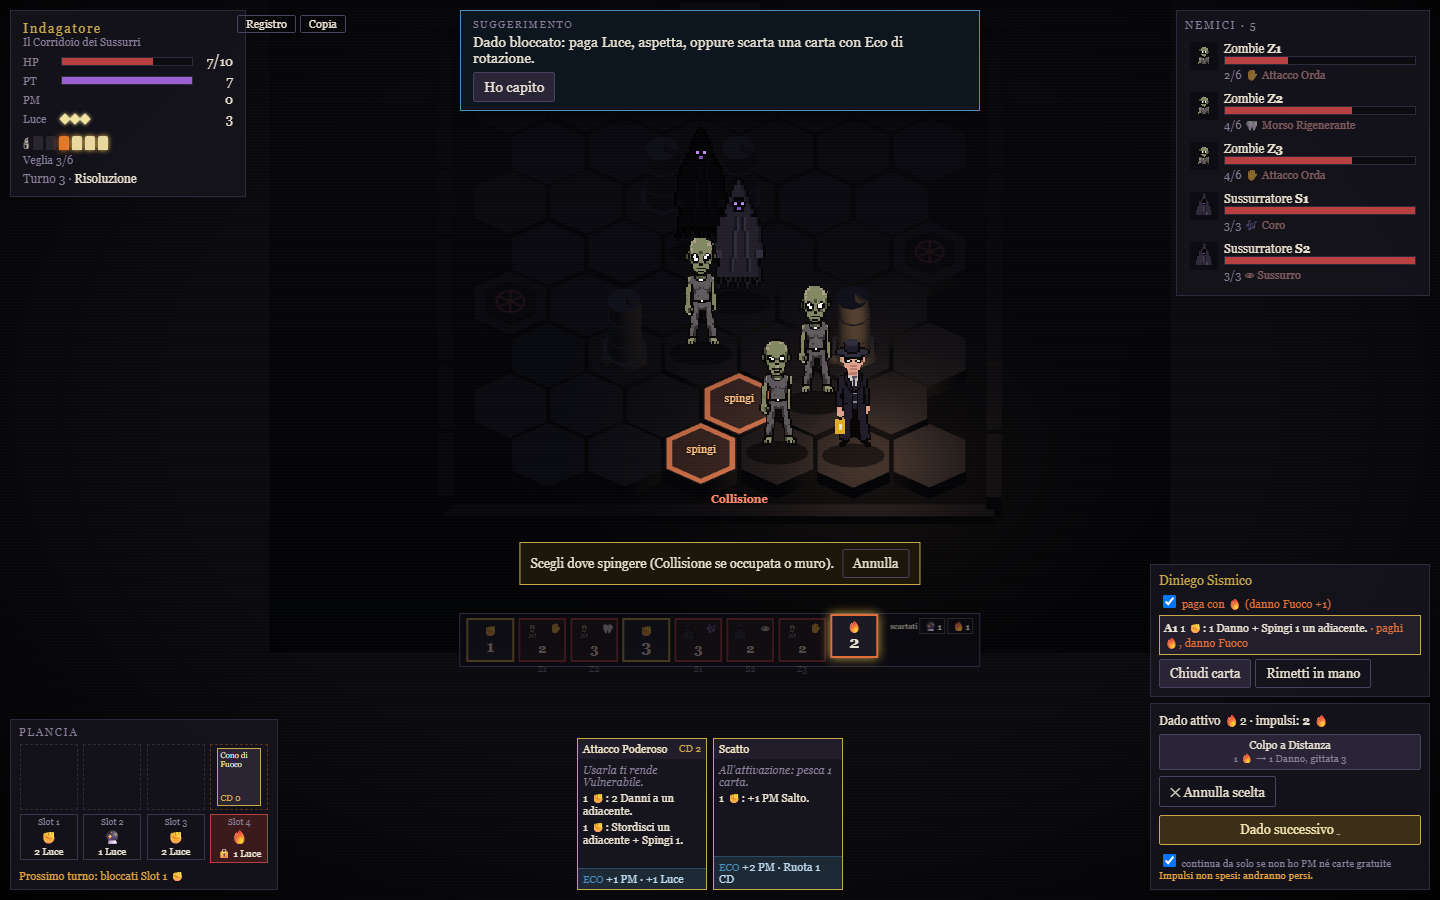 Indagatore
Il Corridoio dei Sussurri
HP 7/10
PT 7
PM 0
Luce 3
Veglia 3/6
Turno 3 · Risoluzione
Registro
Copia
SUGGERIMENTO
Dado bloccato: paga Luce, aspetta, oppure scarta una carta con Eco di
rotazione.
Ho capito
NEMICI · 5
Zombie Z1
2/6 Attacco Orda
Zombie Z2
4/6 Morso Rigenerante
Zombie Z3
4/6 Attacco Orda
Sussurratore S1
3/3 Coro
Sussurratore S2
3/3 Sussurro
spingi
spingi
Collisione
Scegli dove spingere (Collisione se occupata o muro).
Annulla
1 2 3 3 3 2 2 2
Z1 Z2 S1 S2 Z3
scartati 1 1
Diniego Sismico
paga con (danno Fuoco +1)
A1 1 : 1 Danno + Spingi 1 un adiacente. · paghi
, danno Fuoco
Chiudi carta
Rimetti in mano
Dado attivo 2 · impulsi: 2
Colpo a Distanza
1 → 1 Danno, gittata 3
× Annulla scelta
Dado successivo
continua da solo se non ho PM né carte gratuite
Impulsi non spesi: andranno persi.
PLANCIA
Cono di
Fuoco
CD 0
Slot 1
2 Luce
Slot 2
1 Luce
Slot 3
2 Luce
Slot 4
1 Luce
Prossimo turno: bloccati Slot 1
Attacco Poderoso CD 2
Usarla ti rende
Vulnerabile.
1 : 2 Danni a un
adiacente.
1 : Stordisci un
adiacente + Spingi 1.
ECO +1 PM · +1 Luce
Scatto
All'attivazione: pesca 1
carta.
1 : +1 PM Salto.
ECO +2 PM · Ruota 1
CD